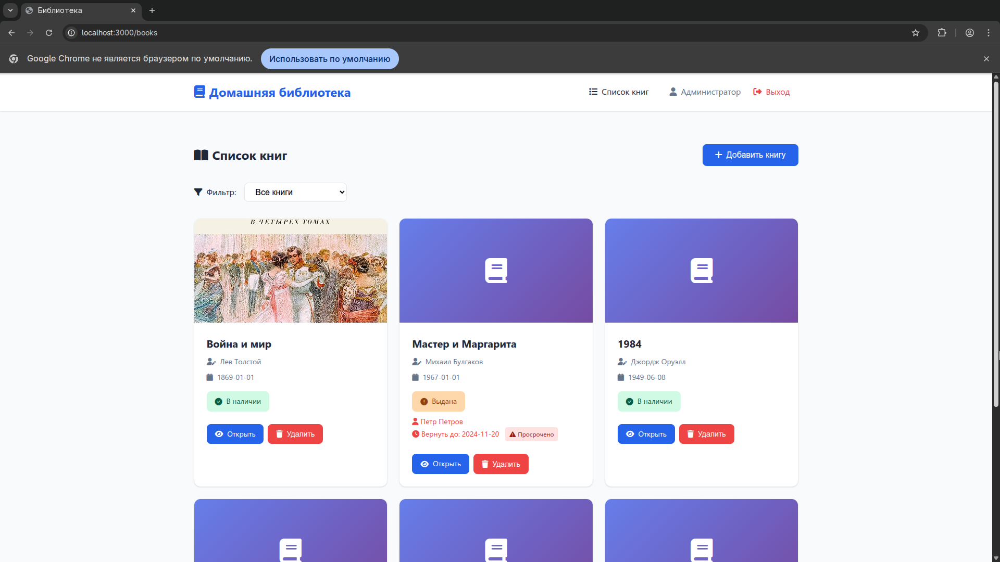 Библиотека
localhost:3000/books
Google Chrome не является браузером по умолчанию.
Использовать по умолчанию
Домашняя библиотека
Список книг
Администратор
Выход
Список книг
Добавить книгу
Фильтр:
Все книги
В ЧЕТЫРЕХ ТОМАХ
Война и мир
Лев Толстой
1869-01-01
В наличии
Открыть
Удалить
Мастер и Маргарита
Михаил Булгаков
1967-01-01
Выдана
Петр Петров
Вернуть до: 2024-11-20
Просрочено
Открыть
Удалить
1984
Джордж Оруэлл
1949-06-08
В наличии
Открыть
Удалить